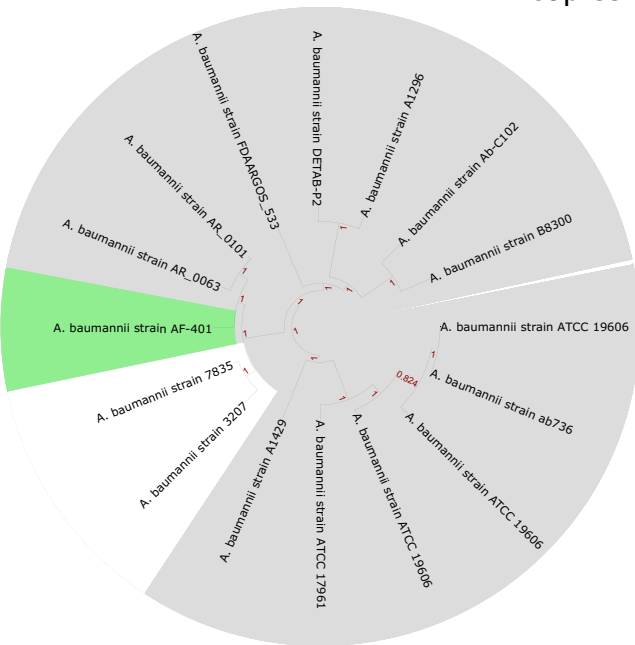 A. baumannii strain FDAARGOS_533
A. baumannii strain DETAB-P2
A. baumannii strain A1296
A. baumannii strain Ab-C102
A. baumannii strain B8300
A. baumannii strain AR_0101
A. baumannii strain AR_0063
A. baumannii strain AF-401
A. baumannii strain 7835
A. baumannii strain 3207
A. baumannii strain A1429
A. baumannii strain ATCC 17961
A. baumannii strain ATCC 19606
A. baumannii strain ATCC 19606
A. baumannii strain ab736
A. baumannii strain ATCC 19606
1
1
1
1
1
1
1
1
1
1
1
1
1
1
0.824
1